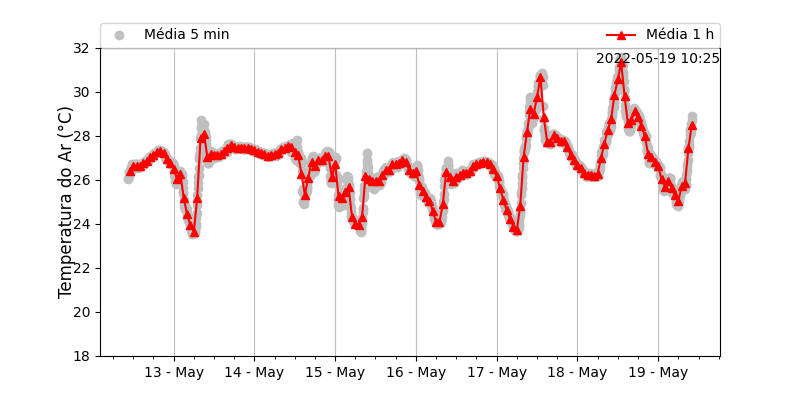 Média 5 min
Média 1 h
2022-05-19 10:25
Temperatura do Ar (°C)
32
30
28
26
24
22
20
18
13 - May
14 - May
15 - May
16 - May
17 - May
18 - May
19 - May